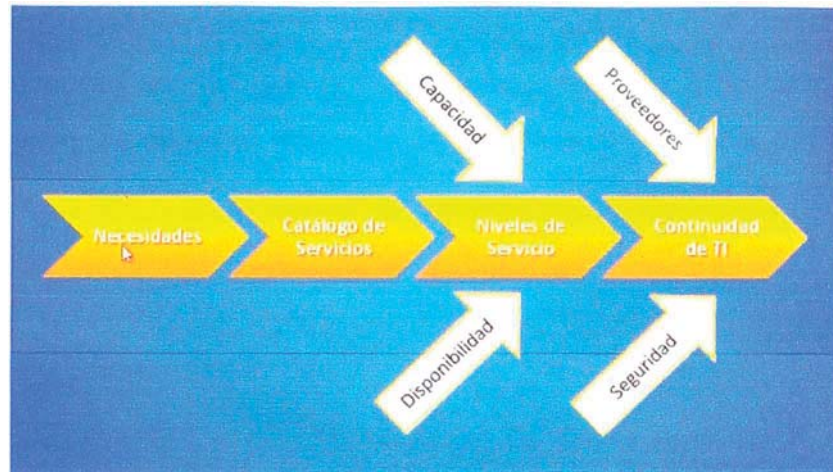 Capacidad
Proveedores
Necesidades
Catálogo de
Servicios
Niveles de
Servicio
Continuidad
de TI
Disponibilidad
Seguridad